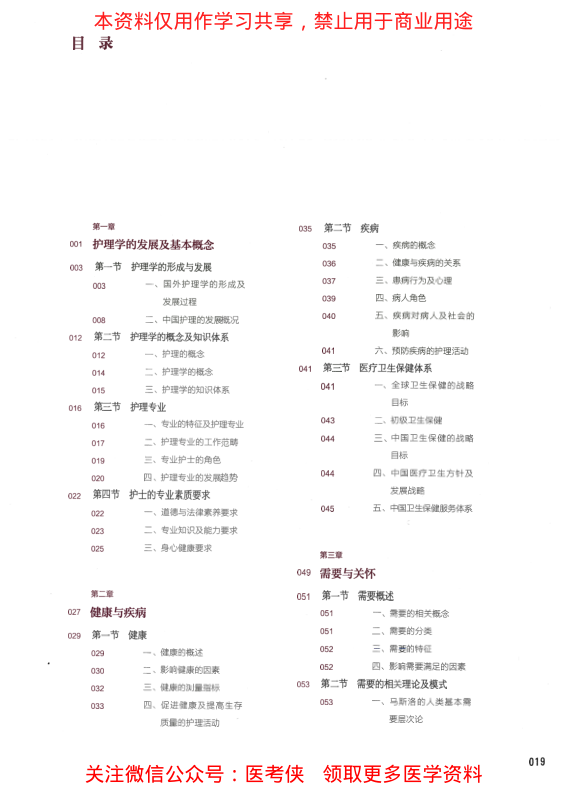 本资料仅用作学习共享，禁止用于商业用途
目 录
第一章
001 护理学的发展及基本概念
003 第一节 护理学的形成与发展
003 一、国外护理学的形成及
发展过程
008 二、中国护理的发展概况
012 第二节 护理学的概念及知识体系
012 一、护理的概念
014 二、护理学的概念
015 三、护理学的知识体系
016 第三节 护理专业
016 一、专业的特征及护理专业
017 二、护理专业的工作范畴
019 三、专业护士的角色
020 四、护理专业的发展趋势
022 第四节 护士的专业素质要求
022 一、道德与法律素养要求
023 二、专业知识及能力要求
025 三、身心健康要求
第二章
027 健康与疾病
029 第一节 健康
029 一、健康的概述
030 二、影响健康的因素
032 三、健康的测量指标
033 四、促进健康及提高生存
质量的护理活动
035 第二节 疾病
035 一、疾病的概念
036 二、健康与疾病的关系
037 三、患病行为及心理
039 四、病人角色
040 五、疾病对病人及社会的
影响
041 六、预防疾病的护理活动
041 第三节 医疗卫生保健体系
041 一、全球卫生保健的战略
目标
043 二、初级卫生保健
044 三、中国卫生保健的战略
目标
044 四、中国医疗卫生方针及
发展战略
045 五、中国卫生保健服务体系
第三章
049 需要与关怀
051 第一节 需要概述
051 一、需要的相关概念
051 二、需要的分类
052 三、需要的特征
052 四、影响需要满足的因素
053 第二节 需要的相关理论及模式
053 一、马斯洛的人类基本需
要层次论
019
关注微信公众号：医考侠 领取更多医学资料